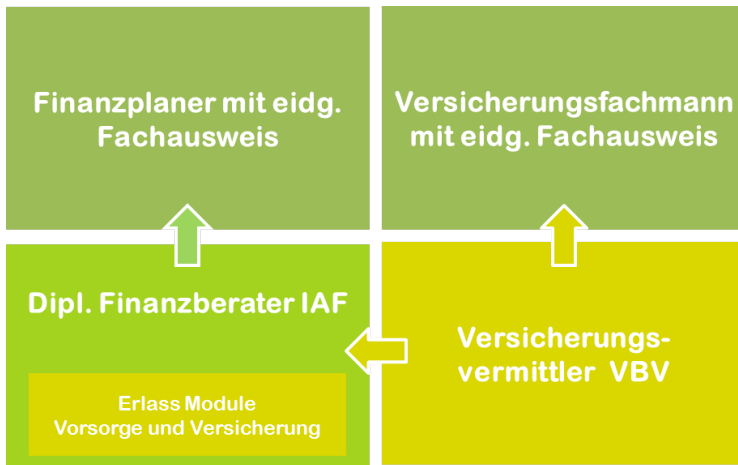 Finanzplaner mit eidg.
Fachausweis
Versicherungsfachmann
mit eidg. Fachausweis
Dipl. Finanzberater IAF
Erlass Module
Vorsorge und Versicherung
Versicherungs-
vermittler VBV